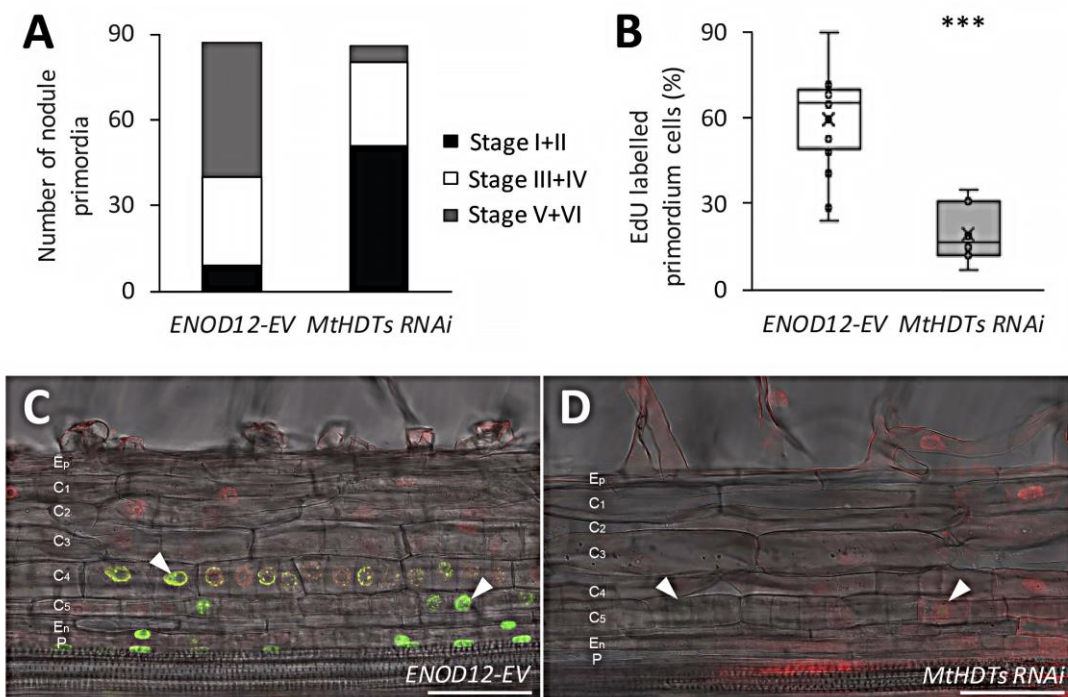 A
90
60
30
0
Number of nodule
primordia
ENOD12-EV
MtHDTs RNAi
Stage I+II
Stage III+IV
Stage V+VI
B
***
90
60
30
0
EdU labelled
primordium cells (%)
ENOD12-EV
MtHDTs RNAi
C
Ep
C1
C2
C3
C4
C5
En
P
ENOD12-EV
D
Ep
C1
C2
C3
C4
C5
En
P
MtHDTs RNAi